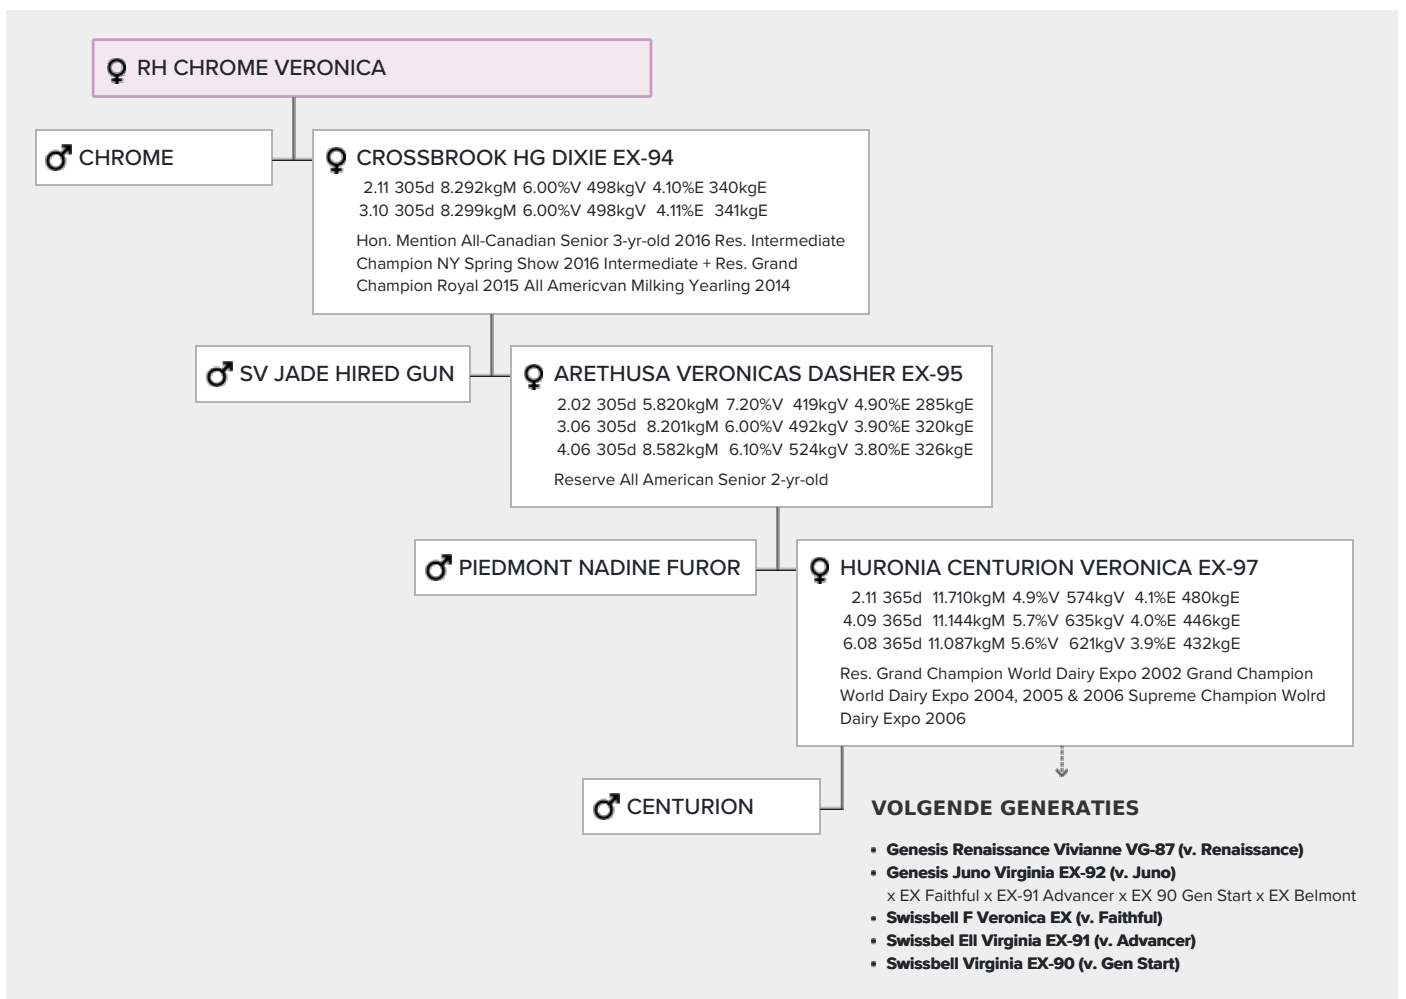 RH CHROME VERONICA
CHROME
CROSSBROOK HG DIXIE EX-94
2.11 305d 8.292kgM 6.00%V 498kgV 4.10%E 340kgE
3.10 305d 8.299kgM 6.00%V 498kgV 4.11%E 341kgE
Hon. Mention All-Canadian Senior 3-yr-old 2016 Res. Intermediate
Champion NY Spring Show 2016 Intermediate + Res. Grand
Champion Royal 2015 All Americvan Milking Yearling 2014
SV JADE HIRED GUN
ARETHUSA VERONICAS DASHER EX-95
2.02 305d 5.820kgM 7.20%V 419kgV 4.90%E 285kgE
3.06 305d 8.201kgM 6.00%V 492kgV 3.90%E 320kgE
4.06 305d 8.582kgM 6.10%V 524kgV 3.80%E 326kgE
Reserve All American Senior 2-yr-old
PIEDMONT NADINE FUROR
HURONIA CENTURION VERONICA EX-97
2.11 365d 11.710kgM 4.9%V 574kgV 4.1%E 480kgE
4.09 365d 11.144kgM 5.7%V 635kgV 4.0%E 446kgE
6.08 365d 11.087kgM 5.6%V 621kgV 3.9%E 432kgE
Res. Grand Champion World Dairy Expo 2002 Grand Champion
World Dairy Expo 2004, 2005 & 2006 Supreme Champion Wolrd
Dairy Expo 2006
CENTURION
VOLGENDE GENERATIES
• Genesis Renaissance Vivianne VG-87 (v. Renaissance)
• Genesis Juno Virginia EX-92 (v. Juno)
x EX Faithful x EX-91 Advancer x EX 90 Gen Start x EX Belmont
• Swissbell F Veronica EX (v. Faithful)
• Swissbel Ell Virginia EX-91 (v. Advancer)
• Swissbell Virginia EX-90 (v. Gen Start)